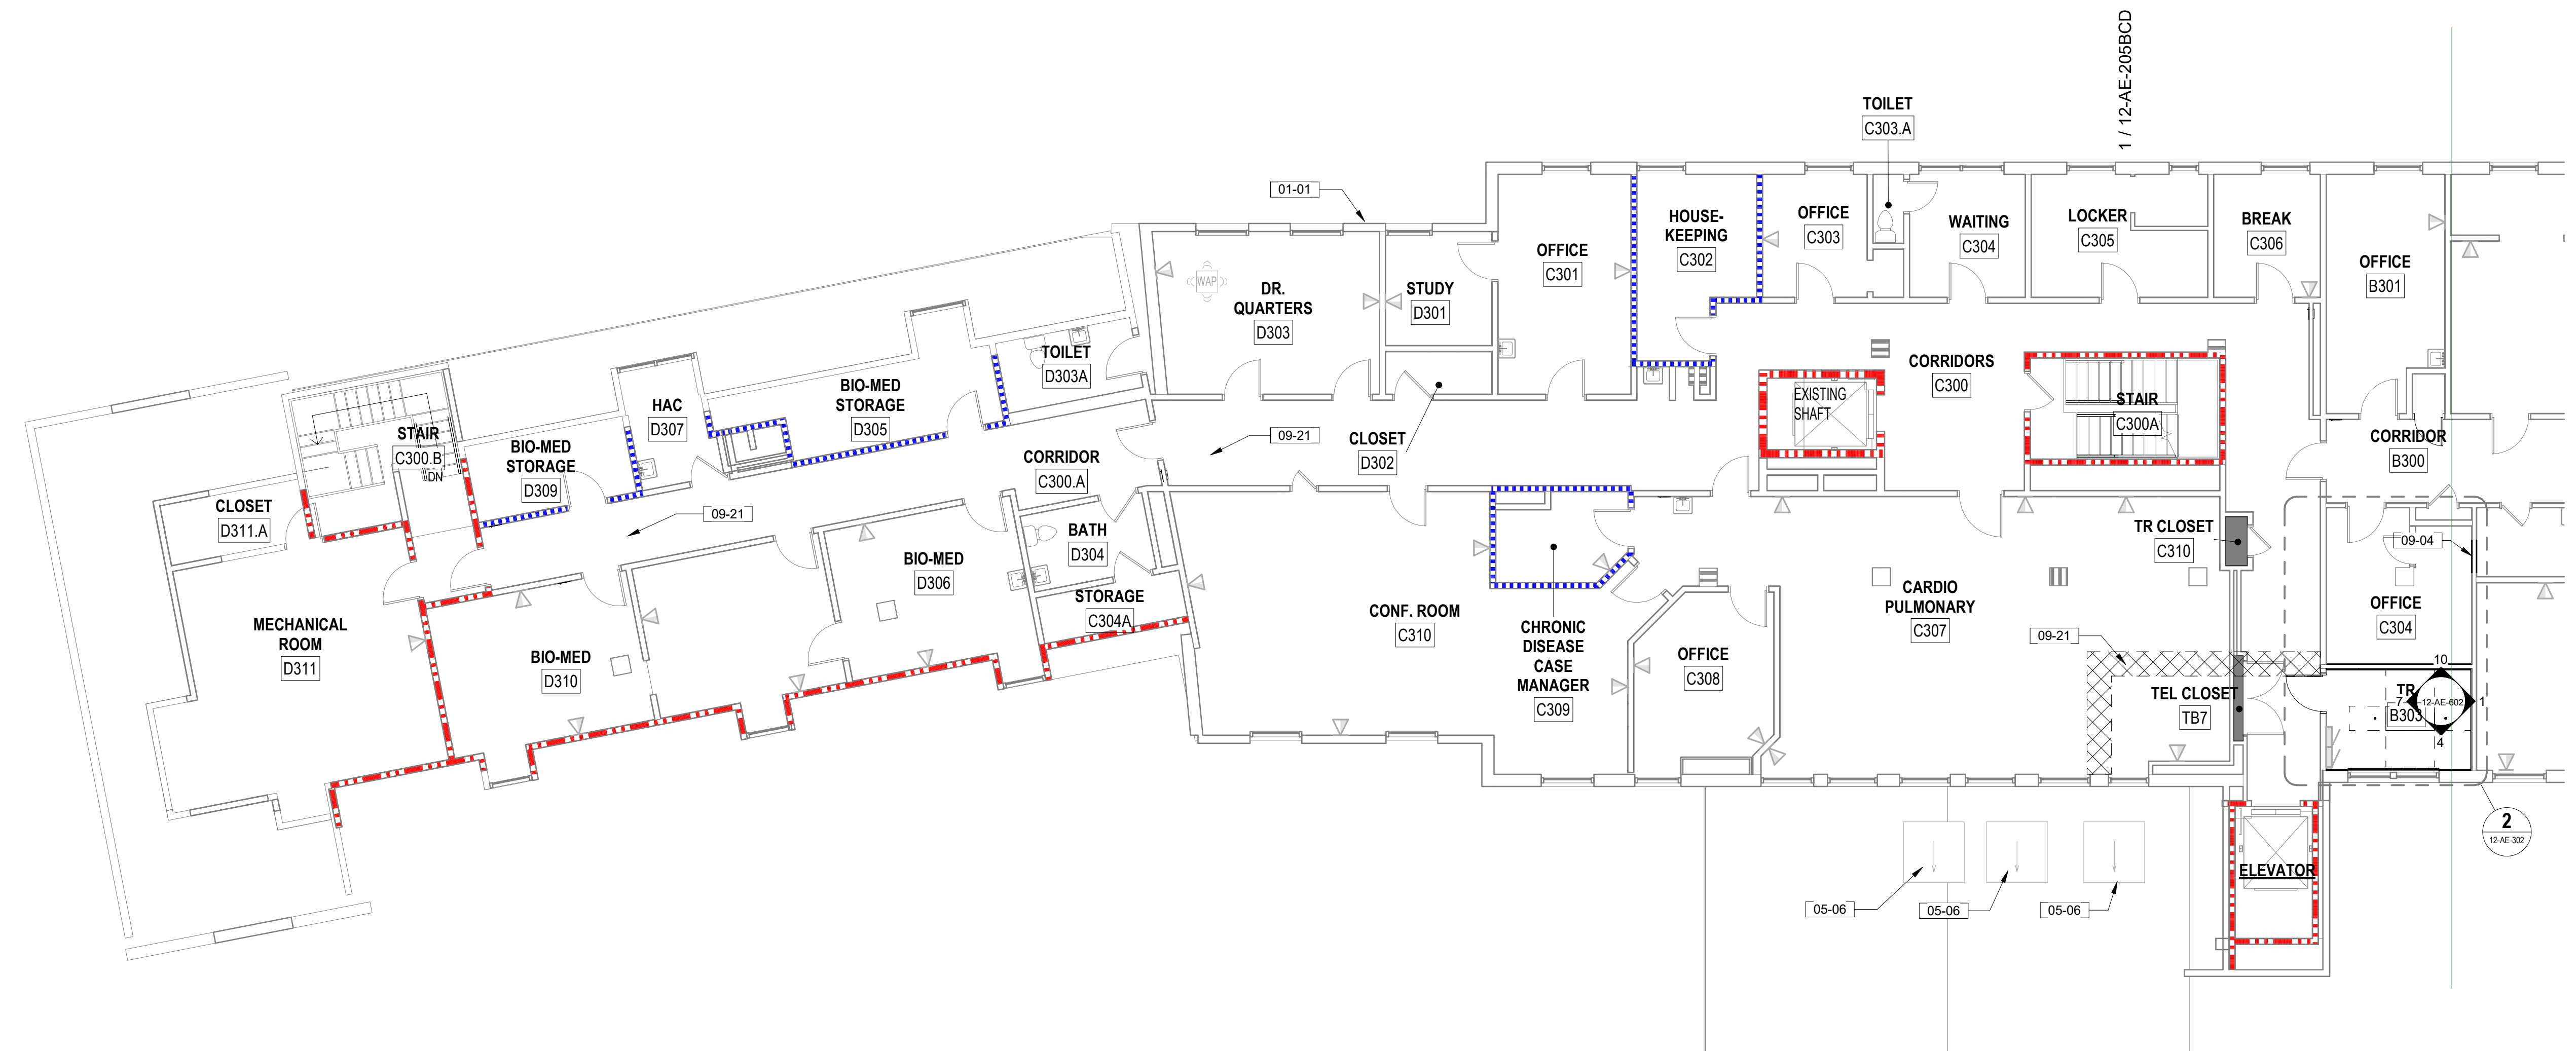 1 / 12-AE-205BCD
TOILET
C303.A
01-01
HOUSE-
KEEPING
C302
OFFICE
C303
WAITING
C304
LOCKER
C305
BREAK
C306
OFFICE
C301
OFFICE
B301
WAP
DR.
QUARTERS
D303
STUDY
D301
TOILET
D303A
CORRIDORS
C300
EXISTING
SHAFT
STAIR
C300A
BIO-MED
STORAGE
D305
HAC
D307
STAIR
C300.B
DN
BIO-MED
STORAGE
D309
09-21
CLOSET
D302
CORRIDOR
B300
CORRIDOR
C300.A
CLOSET
D311.A
09-21
BATH
D304
TR CLOSET
C310
09-04
BIO-MED
D306
STORAGE
C304A
CONF. ROOM
C310
CHRONIC
DISEASE
CASE
MANAGER
C309
CARDIO
PULMONARY
C307
OFFICE
C304
MECHANICAL
ROOM
D311
BIO-MED
D310
OFFICE
C308
09-21
TEL CLOSET
TB7
TR
B303
10
7
12-AE-602
1
4
2
12-AE-302
ELEVATOR
05-06
05-06
05-06